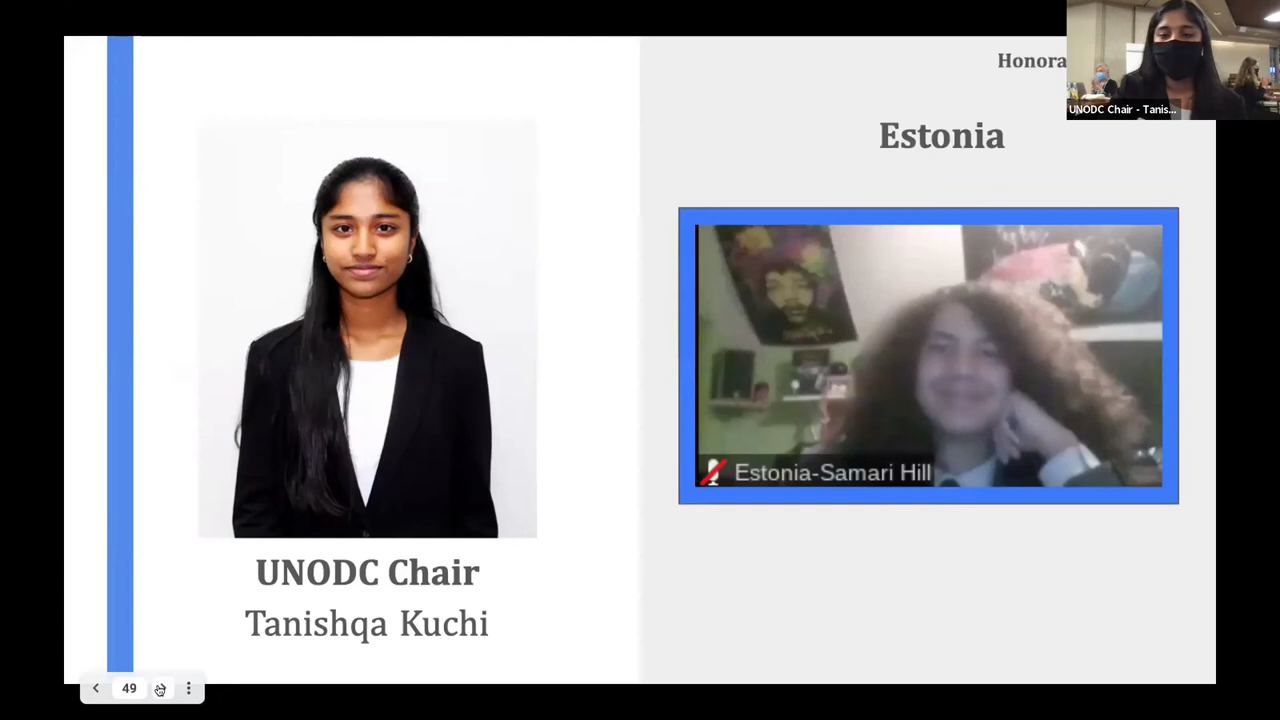 Honora
UNODC Chair - Tanis...
Estonia
Estonia-Samari Hill
UNODC Chair
Tanishqa Kuchi
49